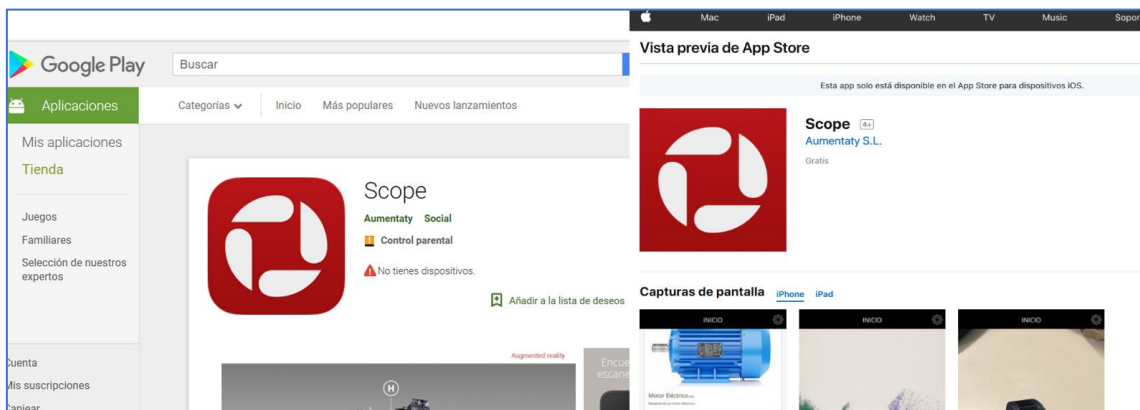 Google Play
Buscar
Aplicaciones
Categorías
Inicio
Más populares
Nuevos lanzamientos
Mis aplicaciones
Tienda
Juegos
Familiares
Selección de nuestros
expertos
Cuenta
Mis suscripciones
Canjear
Scope
Aumentaty Social
Control parental
No tienes dispositivos.
Añadir a la lista de deseos
Augmented reality
H
Mac
iPad
iPhone
Watch
TV
Music
Vista previa de App Store
Esta app solo está disponible en el App Store para dispositivos iOS.
Scope 4+
Aumentaty S.L.
Gratis
Capturas de pantalla iPhone iPad
INICIO
INICIO
INICIO
Motor Eléctrico